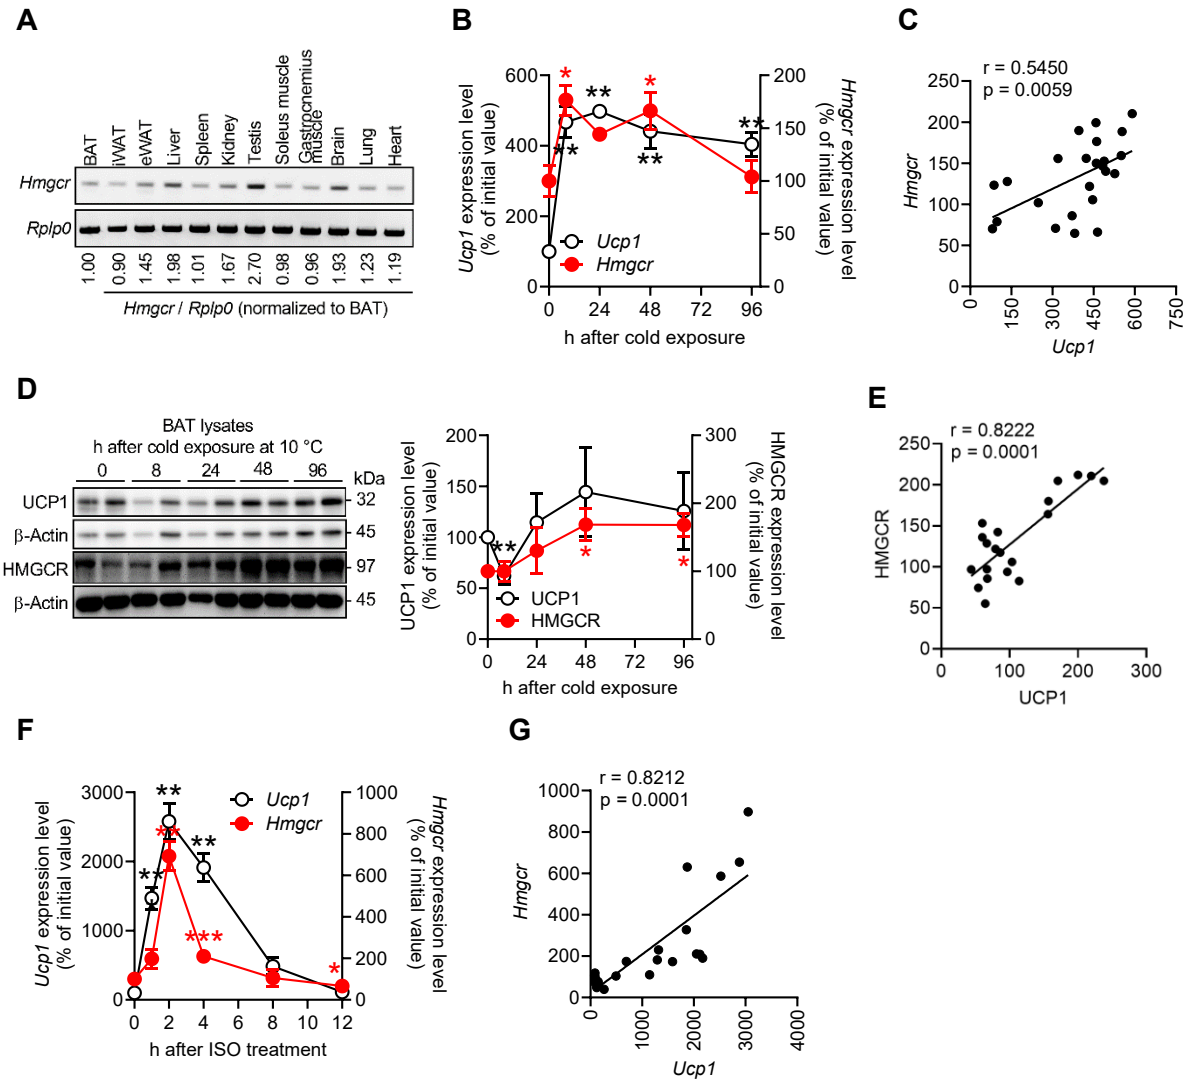 A
BAT
iWAT
eWAT
Liver
Spleen
Kidney
Testis
Soleus muscle
Gastrocnemius
muscle
Brain
Lung
Heart
Hmgcr
Rplp0
1.00 0.90 1.45 1.98 1.01 1.67 2.70 0.98 0.96 1.93 1.23 1.19
Hmgcr / Rplp0 (normalized to BAT)
B
Ucp1 expression level
(% of initial value)
600
400
200
0
* ** * **
** **
Ucp1
Hmgcr
200
150
100
50
0
Hmgcr expression level
(% of initial value)
0 24 48 72 96
h after cold exposure
C
r = 0.5450
p = 0.0059
Hmgcr
250
200
150
100
50
0
0 150 300 450 600 750
Ucp1
D
BAT lysates
h after cold exposure at 10 °C
0 8 24 48 96
kDa
UCP1 32
β-Actin 45
HMGCR 97
β-Actin 45
UCP1 expression level
(% of initial value)
200
150
100
50
0
**
* *
UCP1
HMGCR
300
200
100
0
HMGCR expression level
(% of initial value)
0 24 48 72 96
h after cold exposure
E
r = 0.8222
p = 0.0001
HMGCR
250
200
150
100
50
0
0 100 200 300
UCP1
F
Ucp1 expression level
(% of initial value)
3000
2000
1000
0
**
**
**
**
***
*
Ucp1
Hmgcr
1000
800
600
400
200
0
Hmgcr expression level
(% of initial value)
0 2 4 6 8 10 12
h after ISO treatment
G
r = 0.8212
p = 0.0001
Hmgcr
1000
800
600
400
200
0
0 1000 2000 3000 4000
Ucp1